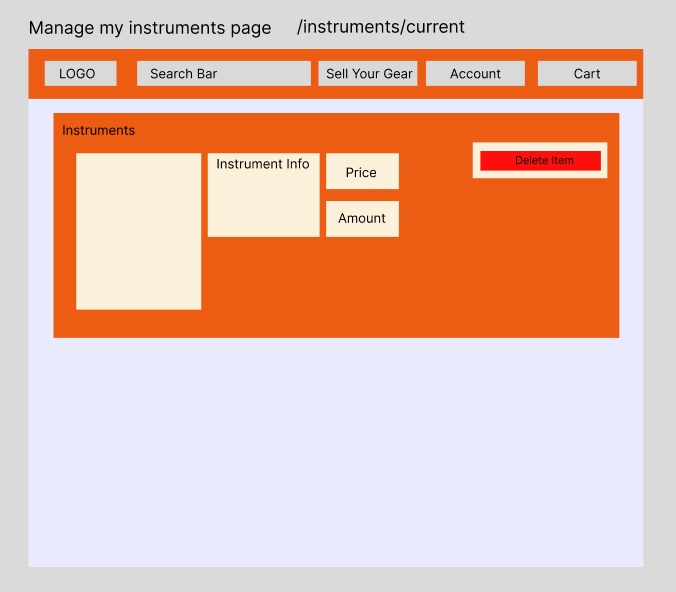 Manage my instruments page /instruments/current
LOGO Search Bar Sell Your Gear Account Cart
Instruments
Delete Item
Instrument Info Price
Amount